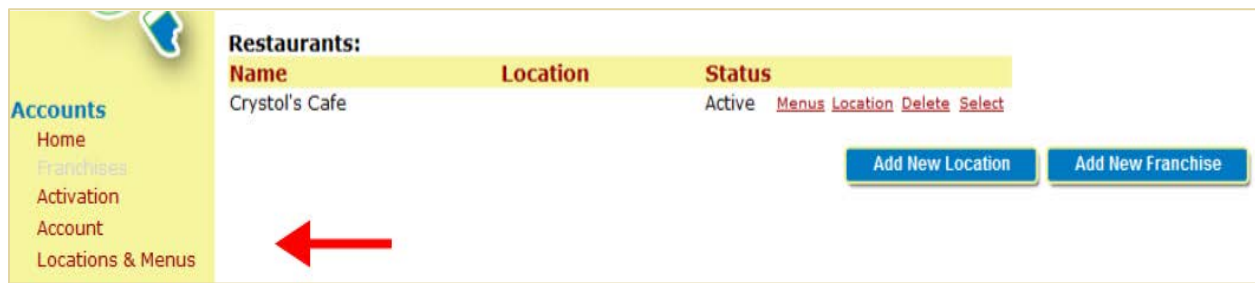 Restaurants:
Name Location Status
Crystol's Cafe Active Menus Location Delete Select
Add New Location Add New Franchise
Accounts
Home
Franchises
Activation
Account
Locations & Menus